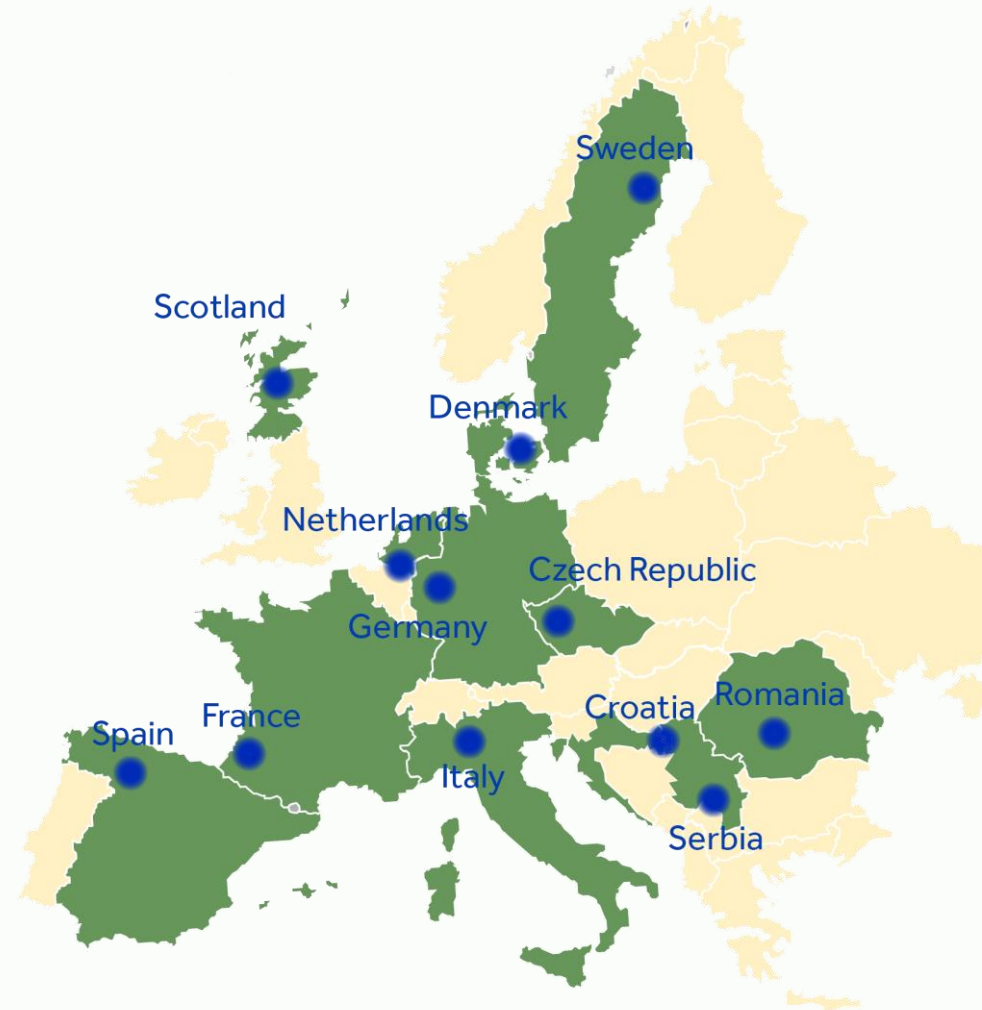 Sweden
Scotland
Denmark
Netherlands
Czech Republic
Germany
Croatia
Romania
France
Spain
Italy
Serbia